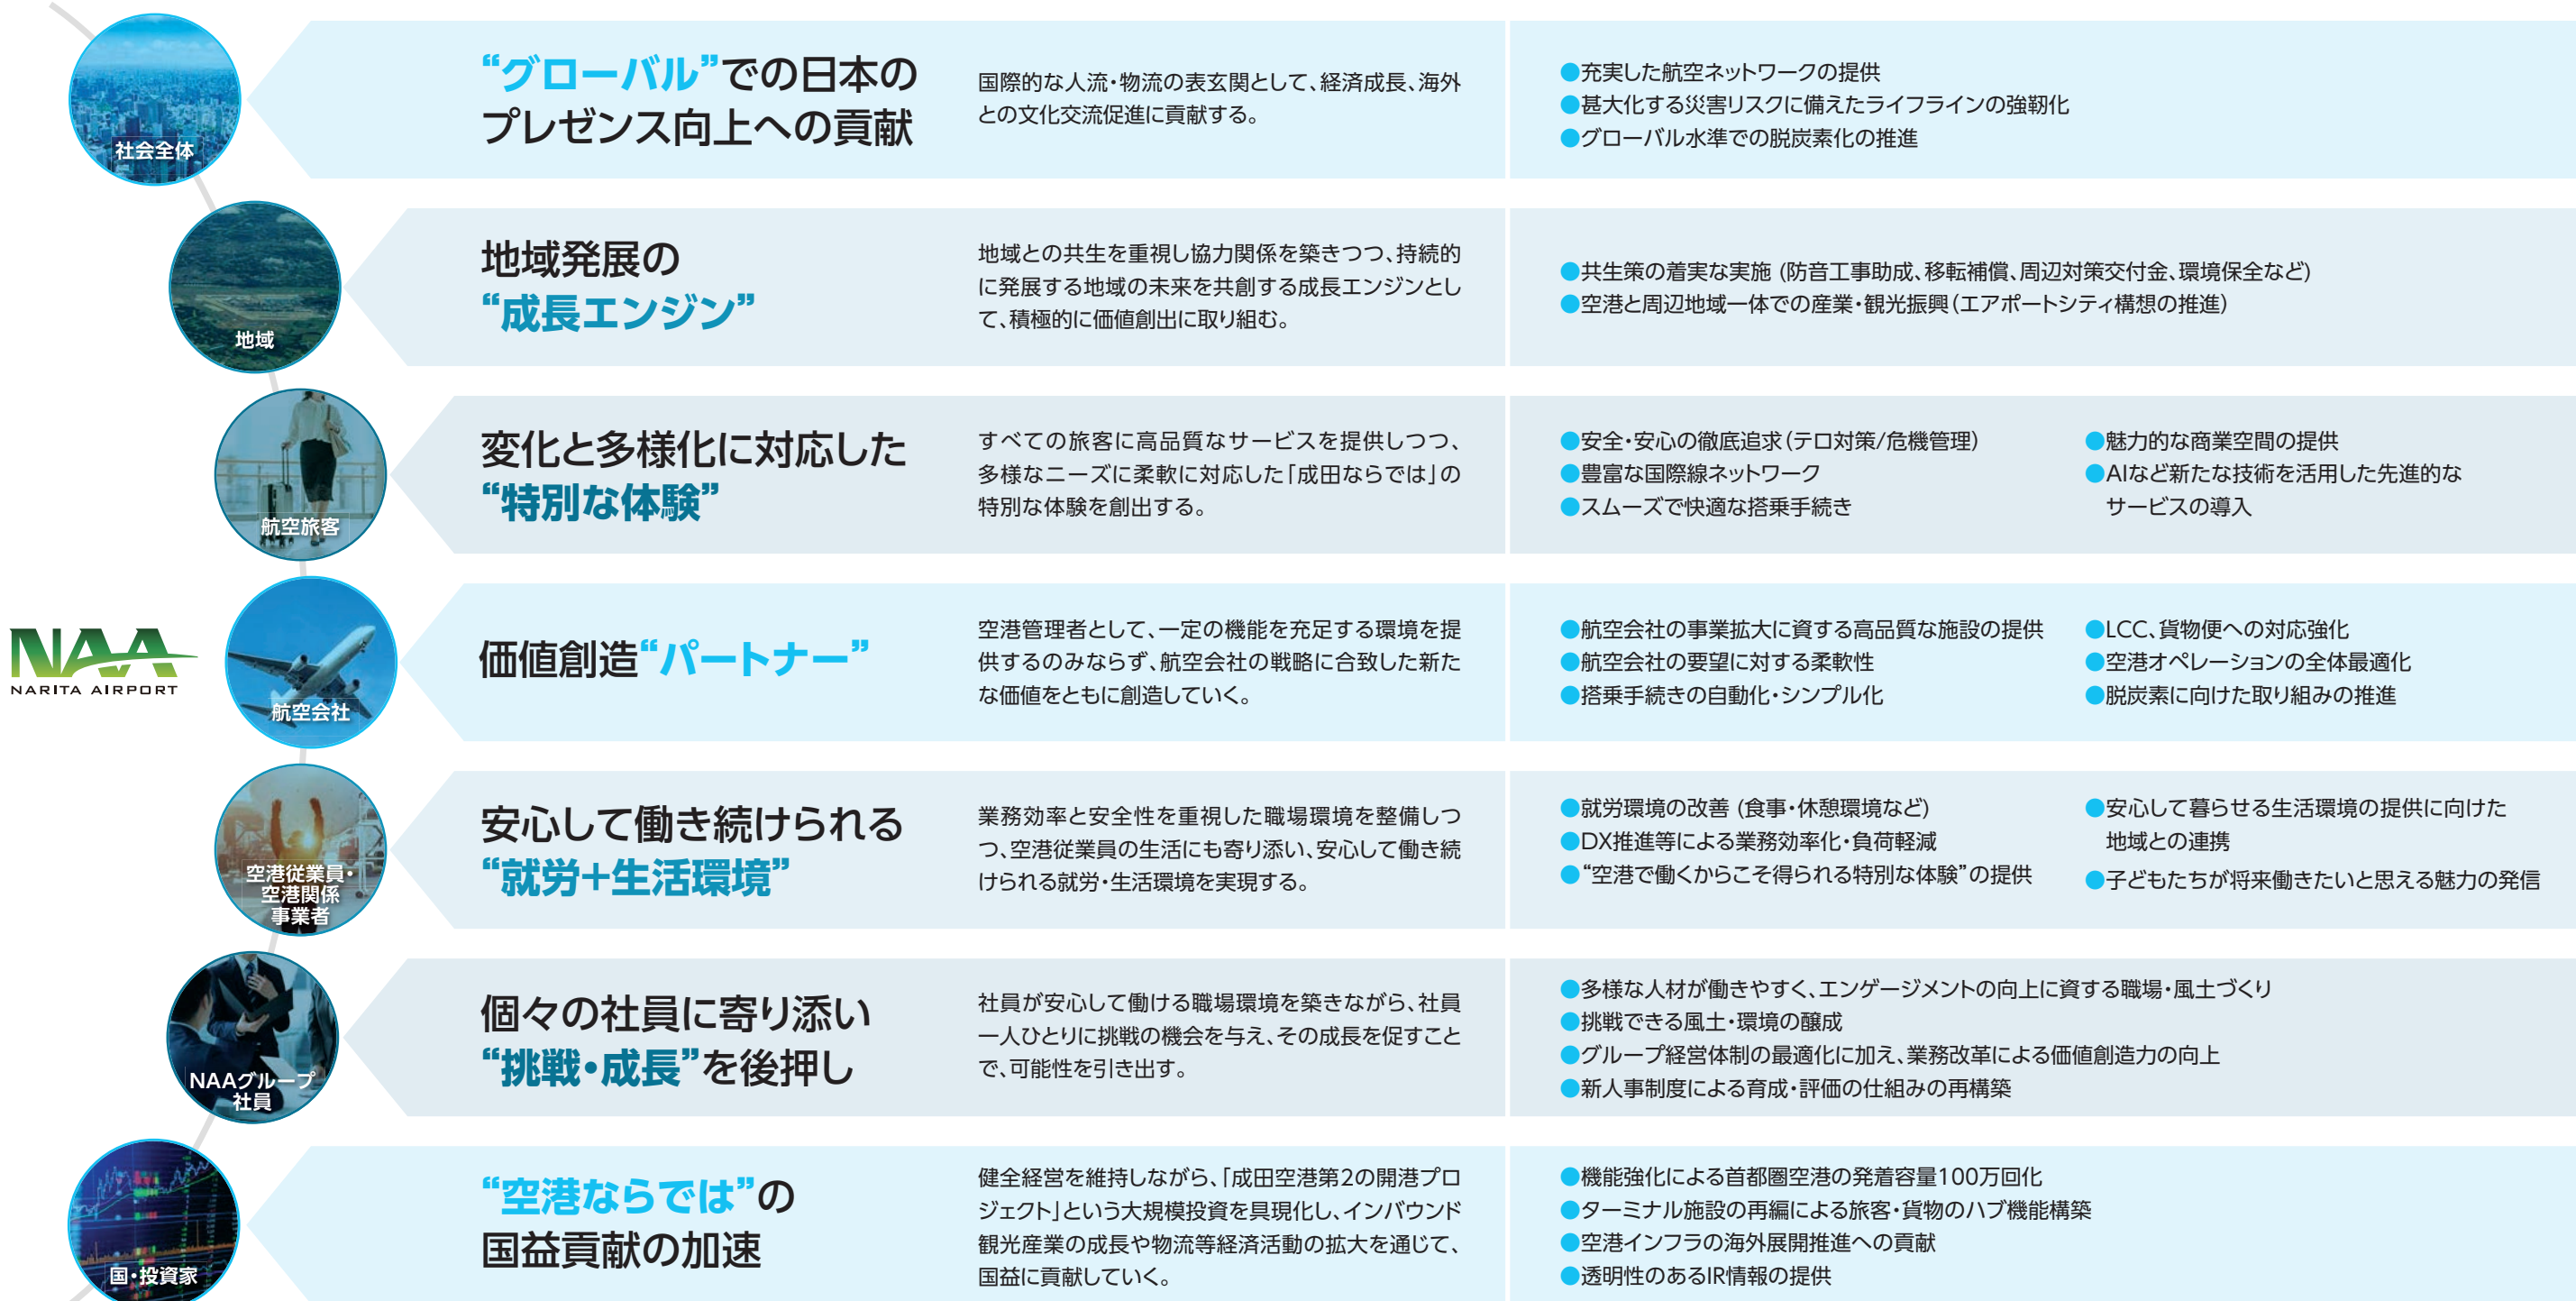 NAA
NARITA AIRPORT
社会全体
“グローバル”での日本の
プレゼンス向上への貢献
国際的な人流・物流の表玄関として、経済成長、海外
との文化交流促進に貢献する。
●充実した航空ネットワークの提供
●甚大化する災害リスクに備えたライフラインの強靭化
●グローバル水準での脱炭素化の推進
地域
地域発展の
“成長エンジン”
地域との共生を重視し協力関係を築きつつ、持続的
に発展する地域の未来を共創する成長エンジンとし
て、積極的に価値創出に取り組む。
●共生策の着実な実施 (防音工事助成、移転補償、周辺対策交付金、環境保全など)
●空港と周辺地域一体での産業・観光振興（エアポートシティ構想の推進）
航空旅客
変化と多様化に対応した
“特別な体験”
すべての旅客に高品質なサービスを提供しつつ、
多様なニーズに柔軟に対応した「成田ならでは」の
特別な体験を創出する。
●安全・安心の徹底追求（テロ対策/危機管理）
●豊富な国際線ネットワーク
●スムーズで快適な搭乗手続き
●魅力的な商業空間の提供
●AIなど新たな技術を活用した先進的な
サービスの導入
航空会社
価値創造“パートナー”
空港管理者として、一定の機能を充足する環境を提
供するのみならず、航空会社の戦略に合致した新た
な価値をともに創造していく。
●航空会社の事業拡大に資する高品質な施設の提供
●航空会社の要望に対する柔軟性
●搭乗手続きの自動化・シンプル化
●LCC、貨物便への対応強化
●空港オペレーションの全体最適化
●脱炭素に向けた取り組みの推進
空港従業員・
空港関係
事業者
安心して働き続けられる
“就労＋生活環境”
業務効率と安全性を重視した職場環境を整備しつ
つ、空港従業員の生活にも寄り添い、安心して働き続
けられる就労・生活環境を実現する。
●就労環境の改善 (食事・休憩環境など)
●DX推進等による業務効率化・負荷軽減
●“空港で働くからこそ得られる特別な体験”の提供
●安心して暮らせる生活環境の提供に向けた
地域との連携
●子どもたちが将来働きたいと思える魅力の発信
NAAグループ
社員
個々の社員に寄り添い
“挑戦・成長”を後押し
社員が安心して働ける職場環境を築きながら、社員
一人ひとりに挑戦の機会を与え、その成長を促すこと
で、可能性を引き出す。
●多様な人材が働きやすく、エンゲージメントの向上に資する職場・風土づくり
●挑戦できる風土・環境の醸成
●グループ経営体制の最適化に加え、業務改革による価値創造力の向上
●新人事制度による育成・評価の仕組みの再構築
国・投資家
“空港ならでは”の
国益貢献の加速
健全経営を維持しながら、「成田空港第2の開港プロ
ジェクト」という大規模投資を具現化し、インバウンド
観光産業の成長や物流等経済活動の拡大を通じて、
国益に貢献していく。
●機能強化による首都圏空港の発着容量100万回化
●ターミナル施設の再編による旅客・貨物のハブ機能構築
●空港インフラの海外展開推進への貢献
●透明性のあるIR情報の提供